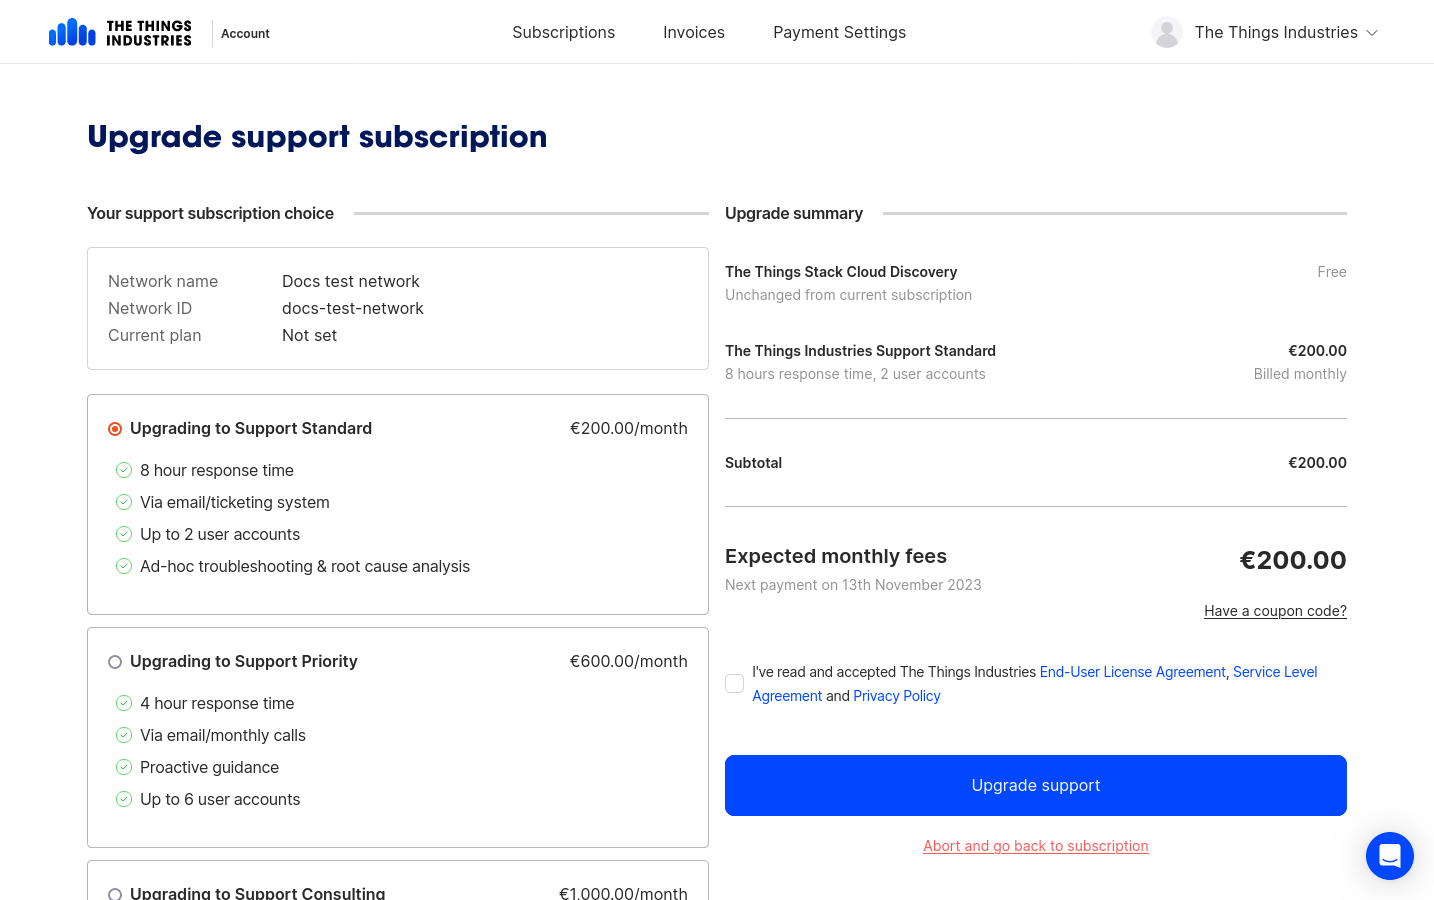 THE THINGS
INDUSTRIES
Account
Subscriptions
Invoices
Payment Settings
The Things Industries
Upgrade support subscription
Your support subscription choice
Network name Docs test network
Network ID docs-test-network
Current plan Not set
Upgrading to Support Standard €200.00/month
8 hour response time
Via email/ticketing system
Up to 2 user accounts
Ad-hoc troubleshooting & root cause analysis
Upgrading to Support Priority €600.00/month
4 hour response time
Via email/monthly calls
Proactive guidance
Up to 6 user accounts
Upgrading to Support Consulting €1,000.00/month
Upgrade summary
The Things Stack Cloud Discovery Free
Unchanged from current subscription
The Things Industries Support Standard €200.00
8 hours response time, 2 user accounts Billed monthly
Subtotal €200.00
Expected monthly fees €200.00
Next payment on 13th November 2023
Have a coupon code?
I've read and accepted The Things Industries End-User License Agreement, Service Level
Agreement and Privacy Policy
Upgrade support
Abort and go back to subscription